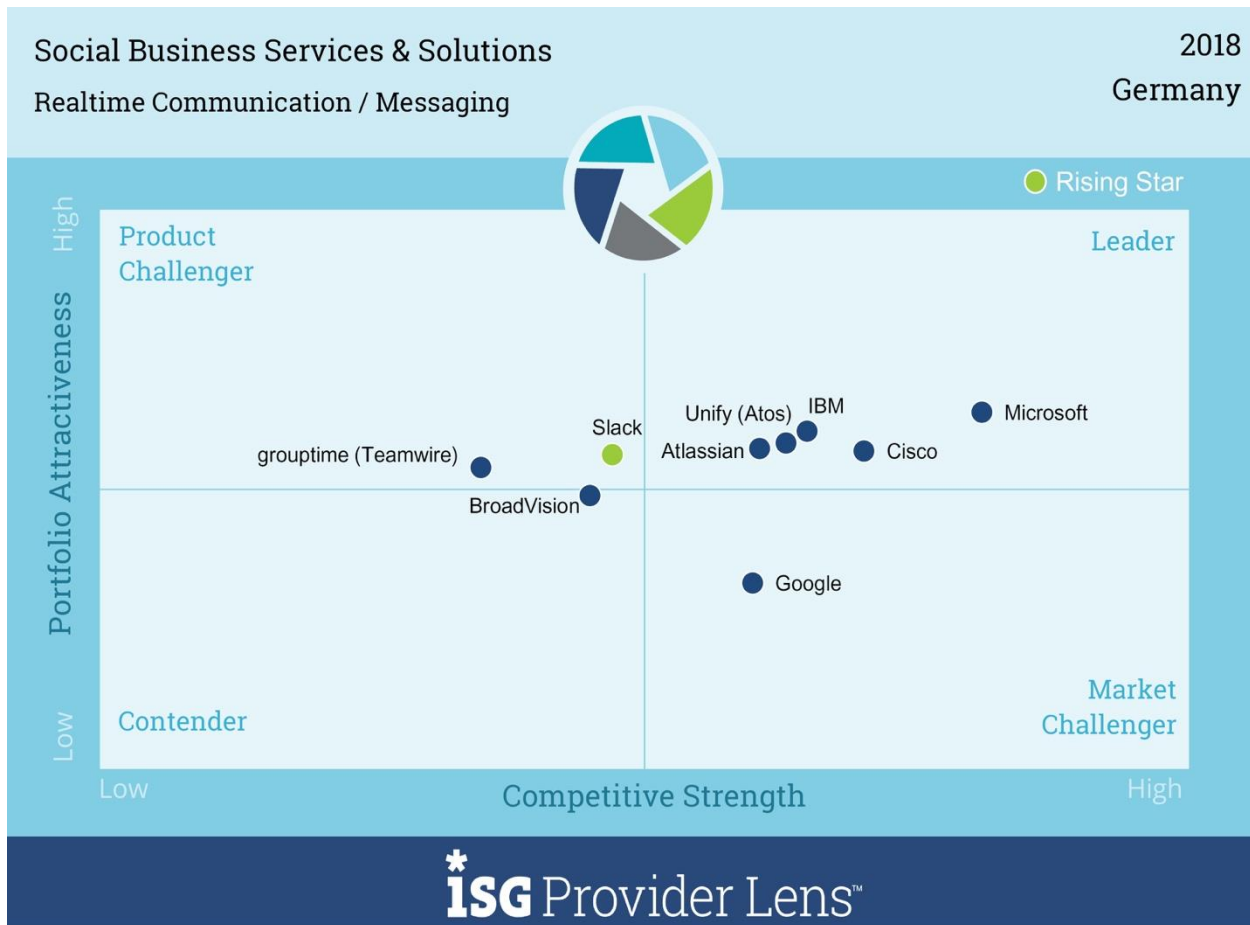 Social Business Services & Solutions
2018
Realtime Communication / Messaging
Germany
Rising Star
High
Product
Challenger
Leader
Portfolio Attractiveness
Microsoft
IBM
Unify (Atos)
Slack
Atlassian
Cisco
grouptime (Teamwire)
BroadVision
Google
Market
Challenger
Contender
Low
Low
Competitive Strength
High
*ISG Provider Lens™